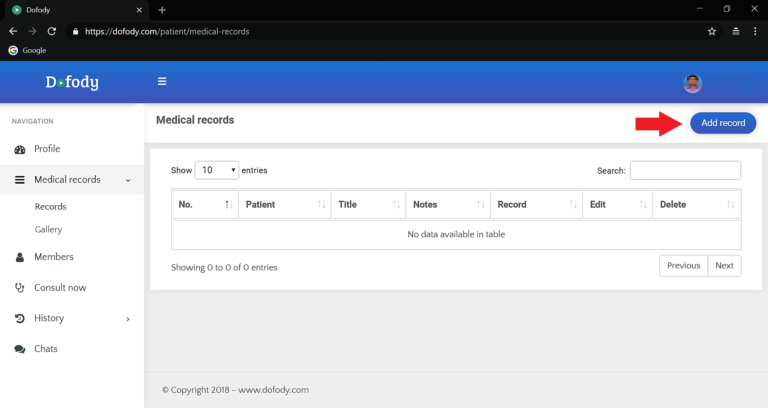 Dofody
https://dofody.com/patient/medical-records
Google
Dofody
NAVIGATION
Profile
Medical records
Records
Gallery
Members
Consult now
History
Chats
Medical records
Add record
Show 10 entries
Search:
No. Patient Title Notes Record Edit Delete
No data available in table
Showing 0 to 0 of 0 entries
Previous Next
© Copyright 2018 - www.dofody.com